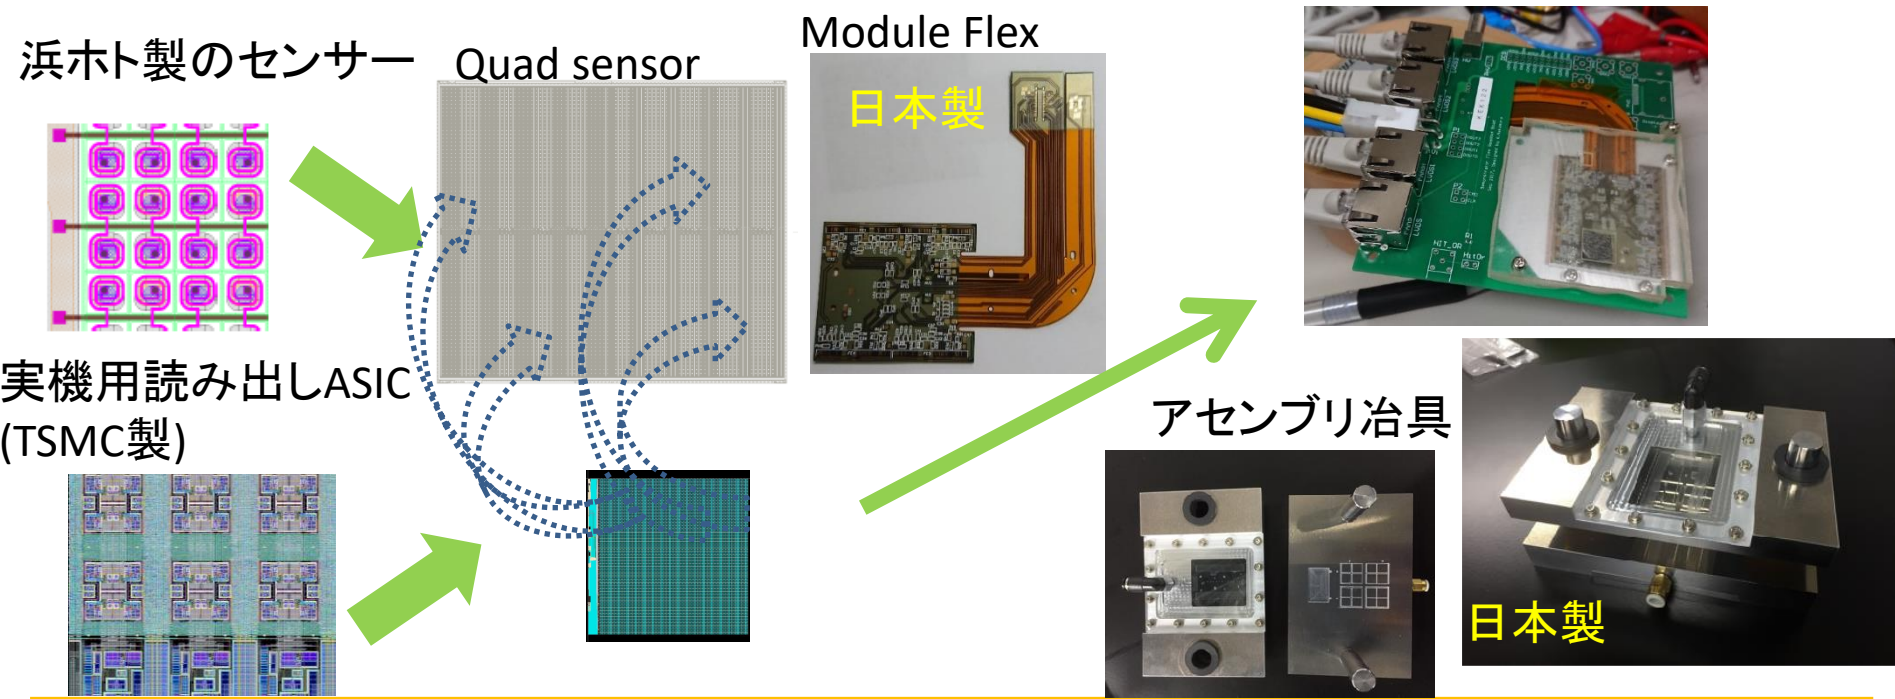 浜ホト製のセンサー
Quad sensor
Module Flex
日本製
実機用読み出しASIC
(TSMC製)
アセンブリ冶具
日本製
HIT_OR
HitOr